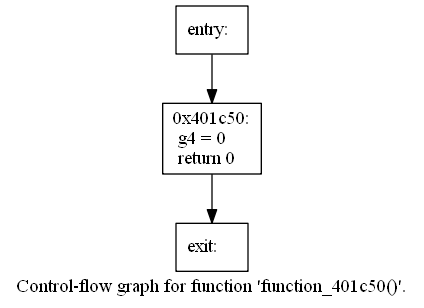 entry:
0x401c50:
g4 = 0
return 0
exit:
Control-flow graph for function 'function_401c50()'.